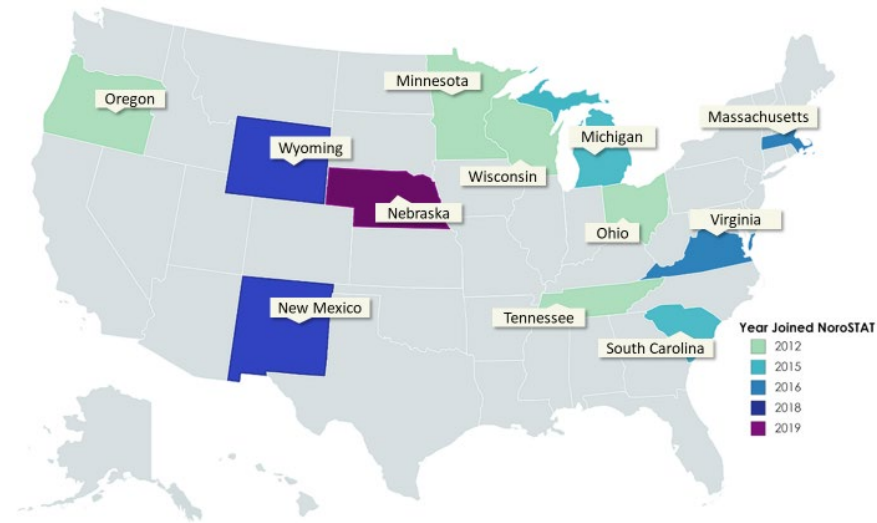 Minnesota
Oregon
Massachusetts
Michigan
Wyoming
Wisconsin
Nebraska
Virginia
Ohio
New Mexico
Tennessee
South Carolina
Year Joined NoroSTAT
2012
2015
2016
2018
2019